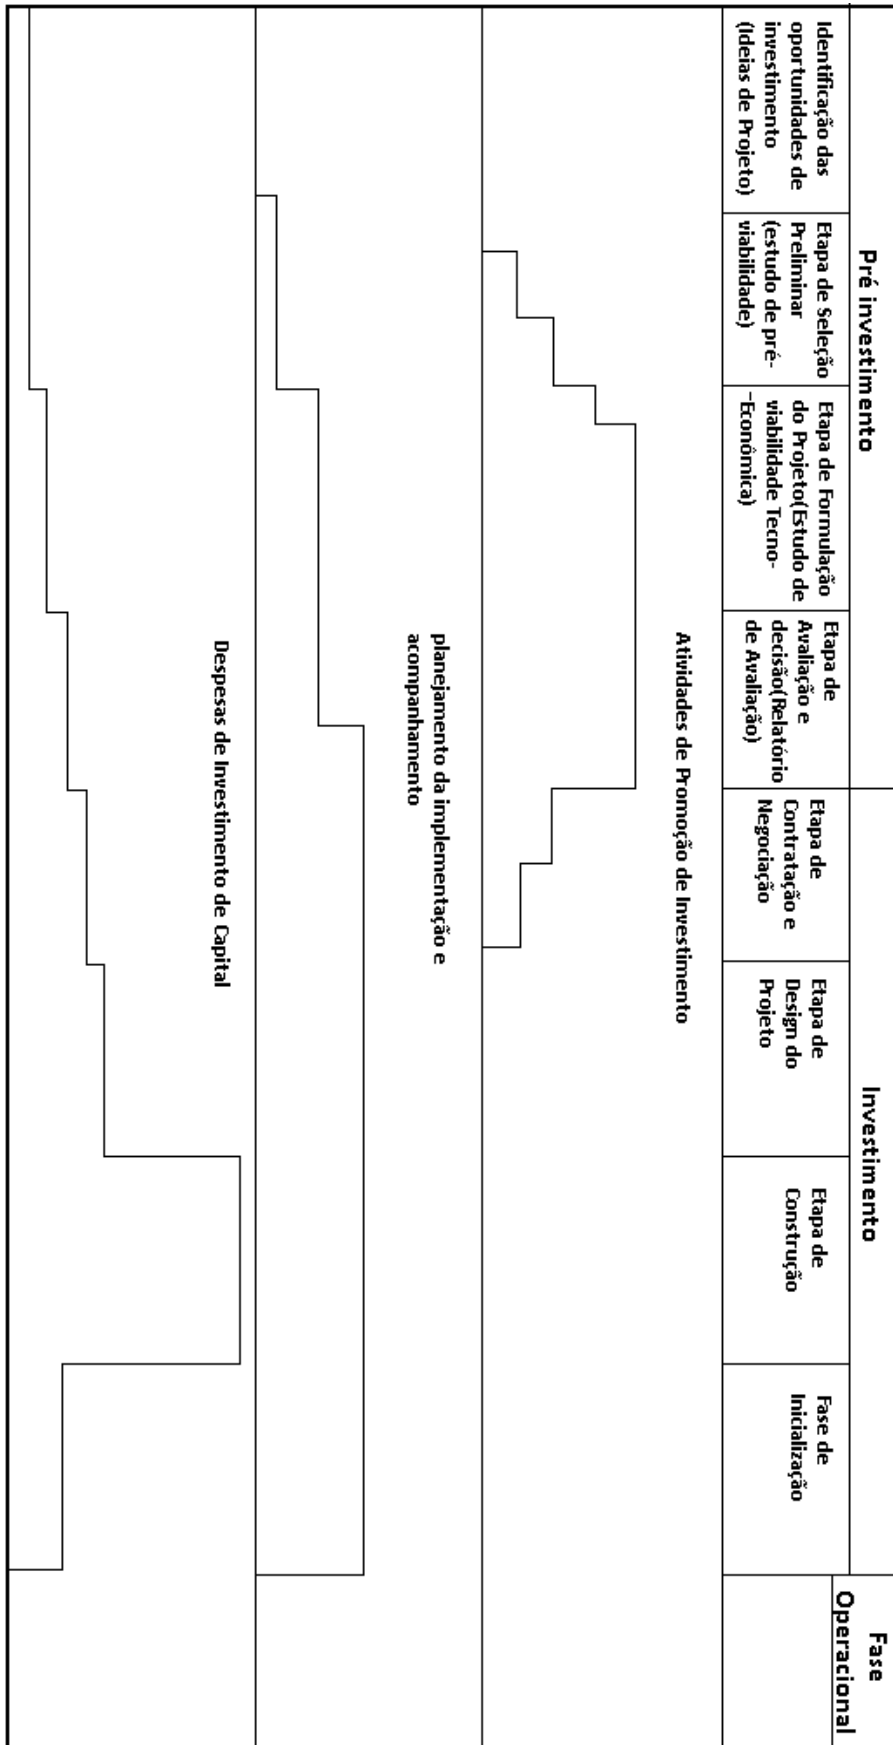 Pré investimento
Investimento
Fase
Operacional
Identificação das
oportunidades de
investimento
(Ideias de Projeto)
Etapa de Seleção
Preliminar
(estudo de pré-
viabilidade)
Etapa de Formulação
do Projeto(Estudo de
viabilidade Tecno-
-Econômica)
Etapa de
Avaliação e
decisão(Relatório
de Avaliação)
Etapa de
Contratação e
Negociação
Etapa de
Design do
Projeto
Etapa de
Construção
Fase de
Inicialização
Atividades de Promoção de Investimento
planejamento da implementação e
acompanhamento
Despesas de Investimento de Capital